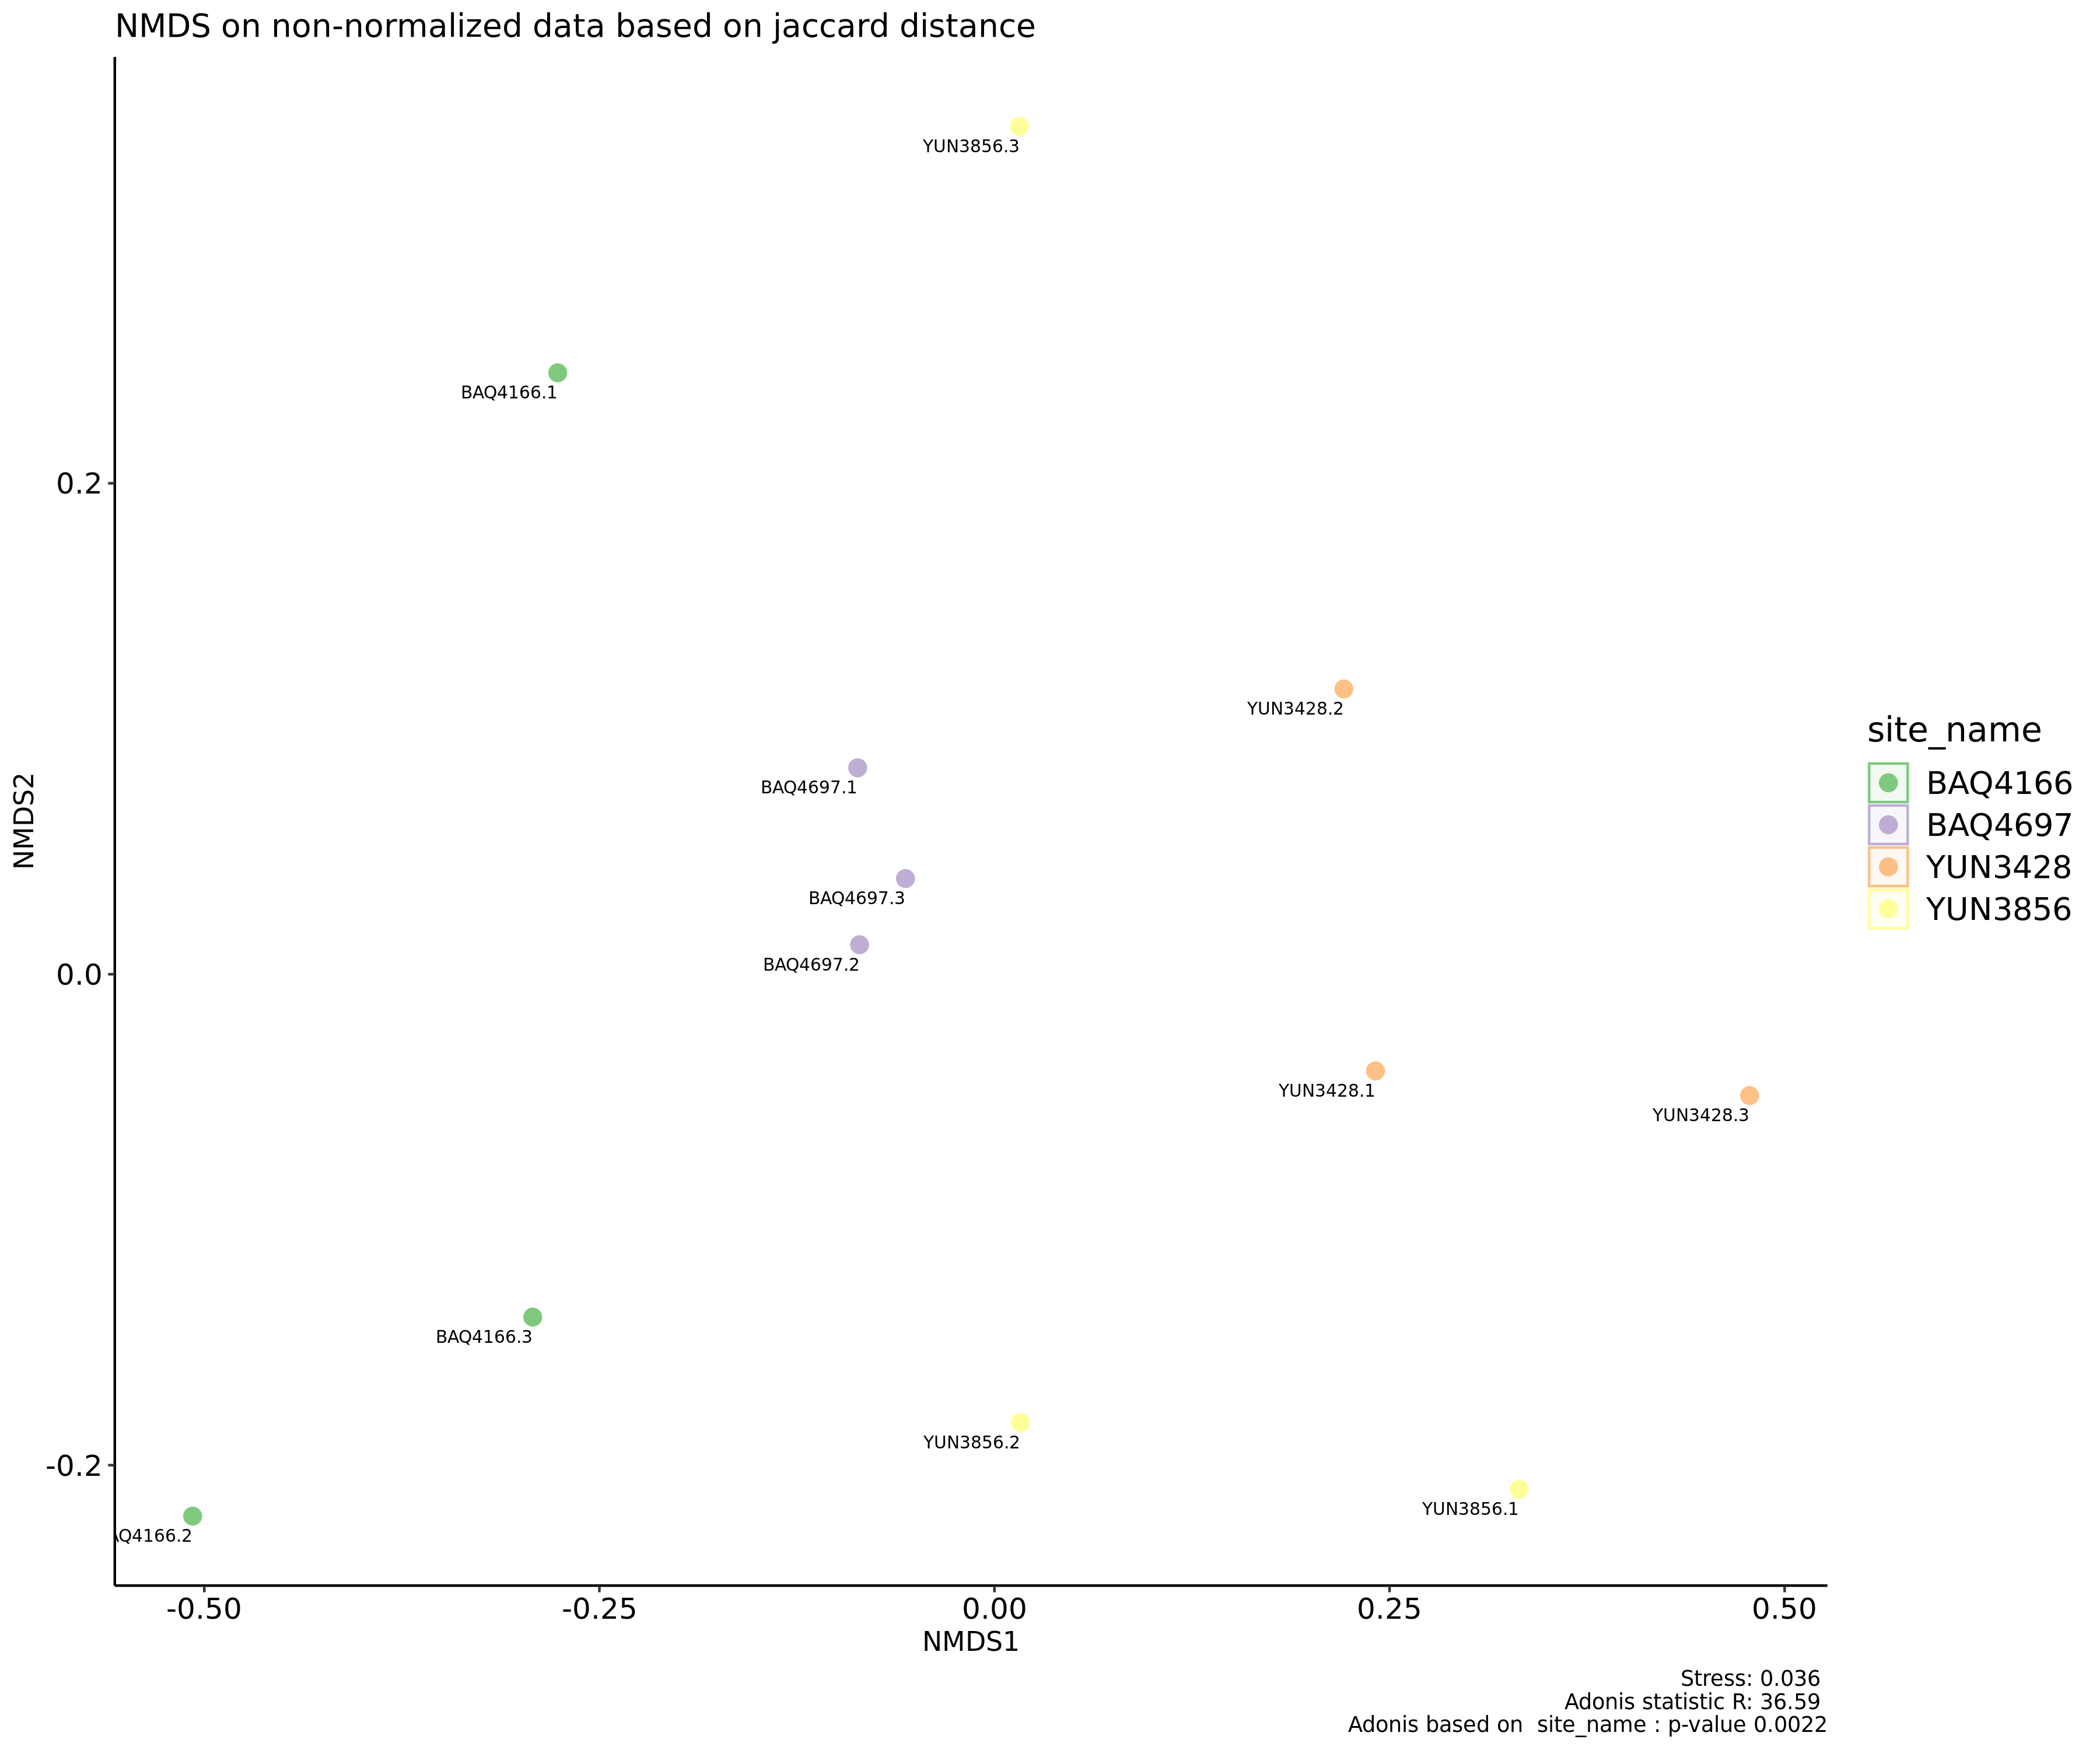 NMDS on non-normalized data based on jaccard distance
YUN3856.3
BAQ4166.1
0.2
YUN3428.2
BAQ4697.1
BAQ4697.3
BAQ4697.2
0.0
YUN3428.1
YUN3428.3
BAQ4166.3
YUN3856.2
-0.2
YUN3856.1
AQ4166.2
NMDS2
-0.50 -0.25 0.00 0.25 0.50
NMDS1
site_name
BAQ4166
BAQ4697
YUN3428
YUN3856
Stress: 0.036
Adonis statistic R: 36.59
Adonis based on  site_name : p-value 0.0022